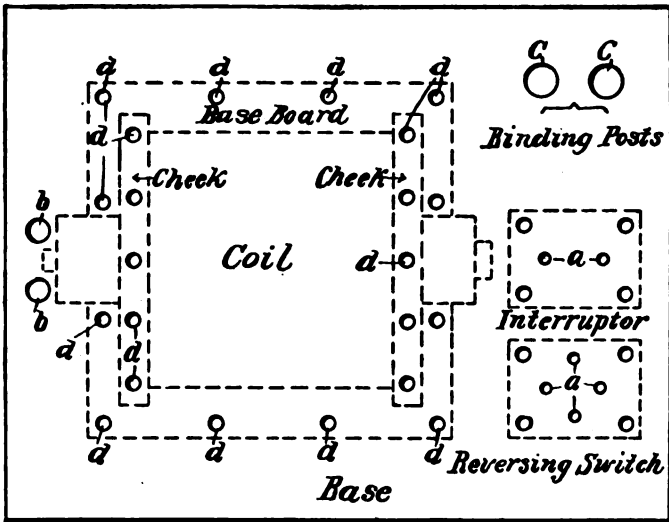 d d d d
C C
Base Board
Binding Posts
d
Cheek Cheek
b
Coil
d
a
b
Interruptor
d d
a
d d d d
Reversing Switch
Base